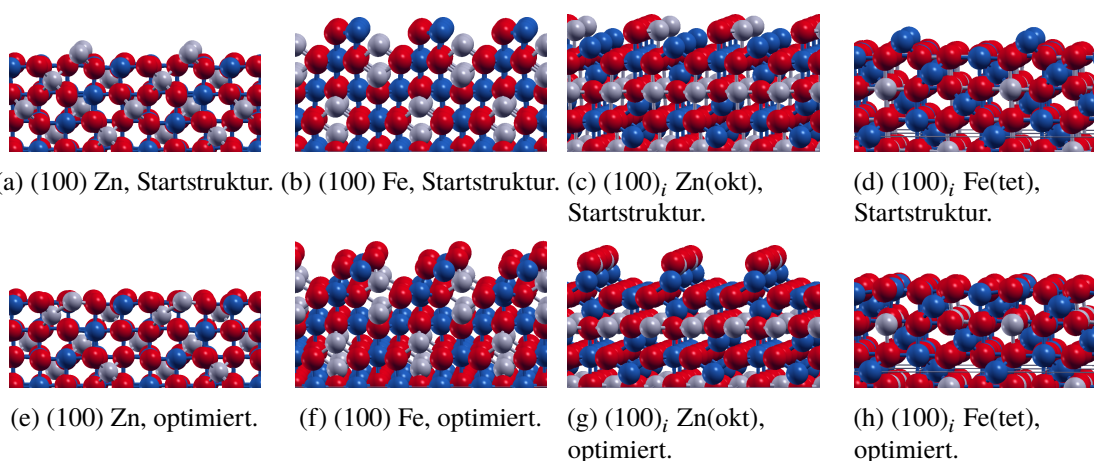 a) (100) Zn, Startstruktur.
(b) (100) Fe, Startstruktur.
(c) (100)i Zn(okt),
Startstruktur.
(d) (100)i Fe(tet),
Startstruktur.
(e) (100) Zn, optimiert.
(f) (100) Fe, optimiert.
(g) (100)i Zn(okt),
optimiert.
(h) (100)i Fe(tet),
optimiert.